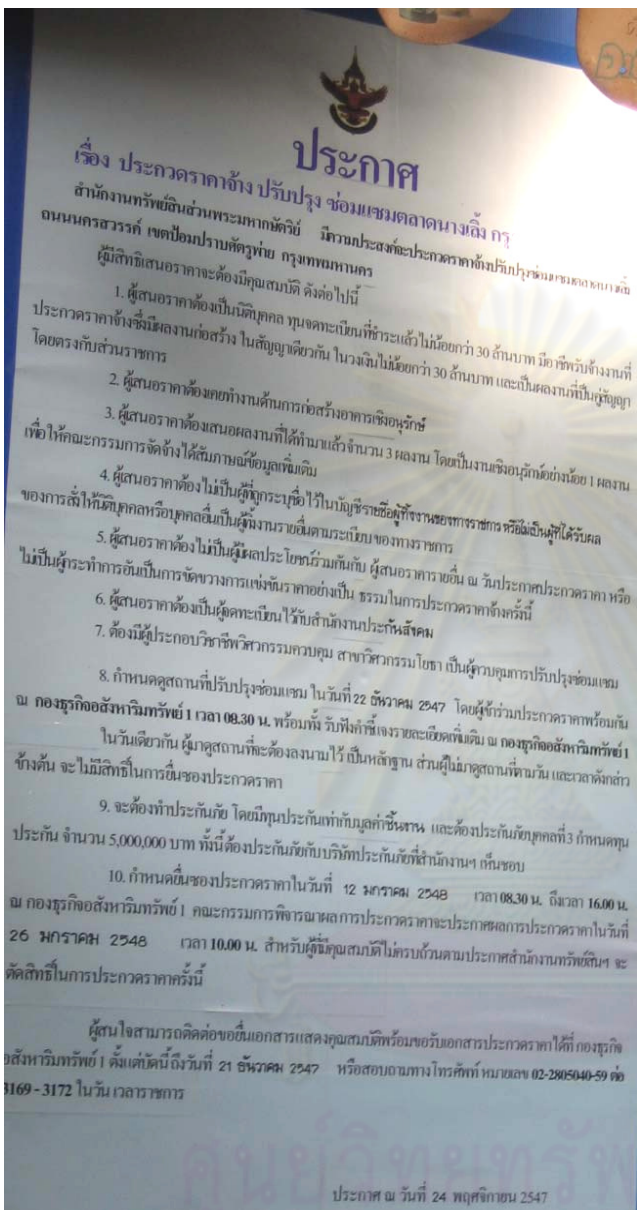 ประกาศ
เรื่อง ประกวดราคาจ้าง ปรับปรุง ซ่อมแซมตลาดนางเลิ้ง กรุ
สำนักงานทรัพย์สินส่วนพระมหากษัตริย์ มีความประสงค์จะประกวดราคาจ้างปรับปรุงซ่อมแซมตลาดนางเลิ้ง
ถนนนครสวรรค์ เขตป้อมปราบศัตรูพ่าย กรุงเทพมหานคร
ผู้มีสิทธิเสนอราคาจะต้องมีคุณสมบัติ ดังต่อไปนี้
1. ผู้เสนอราคาต้องเป็นนิติบุคคล ทุนจดทะเบียนที่ชำระแล้วไม่น้อยกว่า 30 ล้านบาท มีอาชีพรับจ้างงานที่
ประกวดราคาจ้างซึ่งมีผลงานก่อสร้าง ในสัญญาเดียวกัน ในวงเงินไม่น้อยกว่า 30 ล้านบาท และเป็นผลงานที่เป็นคู่สัญญา
โดยตรงกับส่วนราชการ
2. ผู้เสนอราคาต้องเคยทำงานด้านการก่อสร้างอาคารเชิงอนุรักษ์
3. ผู้เสนอราคาต้องเสนอผลงานที่ได้ทำมาแล้วจำนวน 3 ผลงาน โดยเป็นงานเชิงอนุรักษ์อย่างน้อย 1 ผลงาน
เพื่อให้คณะกรรมการจัดจ้างได้สัมภาษณ์ข้อมูลเพิ่มเติม
4. ผู้เสนอราคาต้องไม่เป็นผู้ที่ถูกระบุชื่อไว้ในบัญชีรายชื่อผู้ทิ้งงานของทางราชการ หรือไม่เป็นผู้ที่ได้รับผล
ของการสั่งให้นิติบุคคลหรือบุคคลอื่นเป็นผู้ทิ้งงานรายอื่นตามระเบียบของทางราชการ
5. ผู้เสนอราคาต้องไม่เป็นผู้มีผลประโยชน์ร่วมกันกับ ผู้เสนอราคารายอื่น ณ วันประกาศประกวดราคา หรือ
ไม่เป็นผู้กระทำการอันเป็นการขัดขวางการแข่งขันราคาอย่างเป็น ธรรมในการประกวดราคาจ้างครั้งนี้
6. ผู้เสนอราคาต้องเป็นผู้จดทะเบียนไว้กับสำนักงานประกันสังคม
7. ต้องมีผู้ประกอบวิชาชีพวิศวกรรมควบคุม สาขาวิศวกรรมโยธา เป็นผู้ควบคุมการปรับปรุงซ่อมแซม
8. กำหนดดูสถานที่ปรับปรุงซ่อมแซม ในวันที่ 22 ธันวาคม 2547 โดยผู้เข้าร่วมประกวดราคาพร้อมกัน
ณ กองธุรกิจอสังหาริมทรัพย์ 1 เวลา 08.30 น. พร้อมทั้ง รับฟังคำชี้แจงรายละเอียดเพิ่มเติม ณ กองธุรกิจอสังหาริมทรัพย์ 1
ในวันเดียวกัน ผู้มาดูสถานที่จะต้องลงนามไว้ เป็นหลักฐาน ส่วนผู้ไม่มาดูสถานที่ตามวัน และเวลาดังกล่าว
ข้างต้น จะไม่มีสิทธิในการยื่นซองประกวดราคา
9. จะต้องทำประกันภัย โดยมีทุนประกันเท่ากับมูลค่าชิ้นงาน และต้องประกันภัยบุคคลที่ 3 กำหนดทุน
ประกัน จำนวน 5,000,000 บาท ทั้งนี้ต้องประกันภัยกับบริษัทประกันภัยที่สำนักงานฯ เห็นชอบ
10. กำหนดยื่นซองประกวดราคาในวันที่ 12 มกราคม 2548 เวลา 08.30 น. ถึงเวลา 16.00 น.
ณ กองธุรกิจอสังหาริมทรัพย์ 1 คณะกรรมการพิจารณาผลการประกวดราคาจะประกาศผลการประกวดราคาในวันที่
26 มกราคม 2548 เวลา 10.00 น. สำหรับผู้ที่มีคุณสมบัติไม่ครบถ้วนตามประกาศสำนักงานทรัพย์สินฯ จะ
ตัดสิทธิ์ในการประกวดราคาครั้งนี้
ผู้สนใจสามารถติดต่อขอยื่นเอกสารแสดงคุณสมบัติพร้อมขอรับเอกสารประกวดราคาได้ที่ กองธุรกิจ
อสังหาริมทรัพย์ 1 ตั้งแต่บัดนี้ ถึงวันที่ 21 ธันวาคม 2547 หรือสอบถามทางโทรศัพท์ หมายเลข 02-2805040-59 ต่อ
3169 - 3172 ในวัน เวลาราชการ
ศูนย์วิทยทรัพ
ประกาศ ณ วันที่ 24 พฤศจิกายน 2547